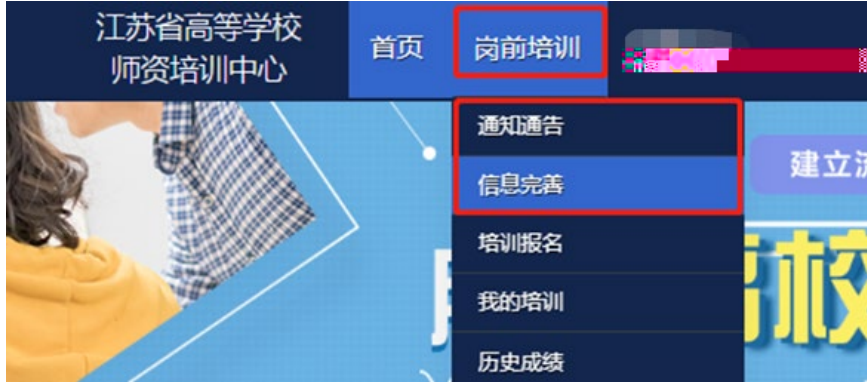 江苏省高等学校
师资培训中心
首页
岗前培训
通知通告
信息完善
建立
培训报名
校
我的培训
历史成绩